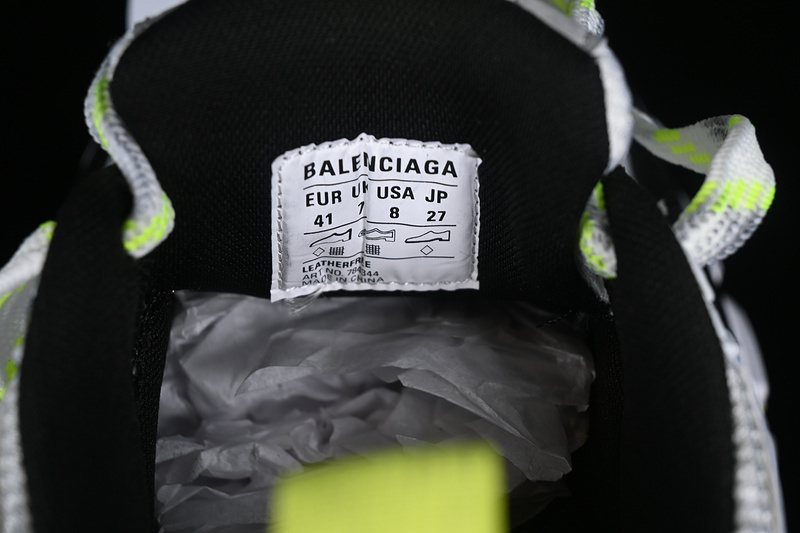 BALENCIAGA
EUR UK USA JP
41 7 8 27
LEATHERFREE
ART NO.
MADE IN CHINA